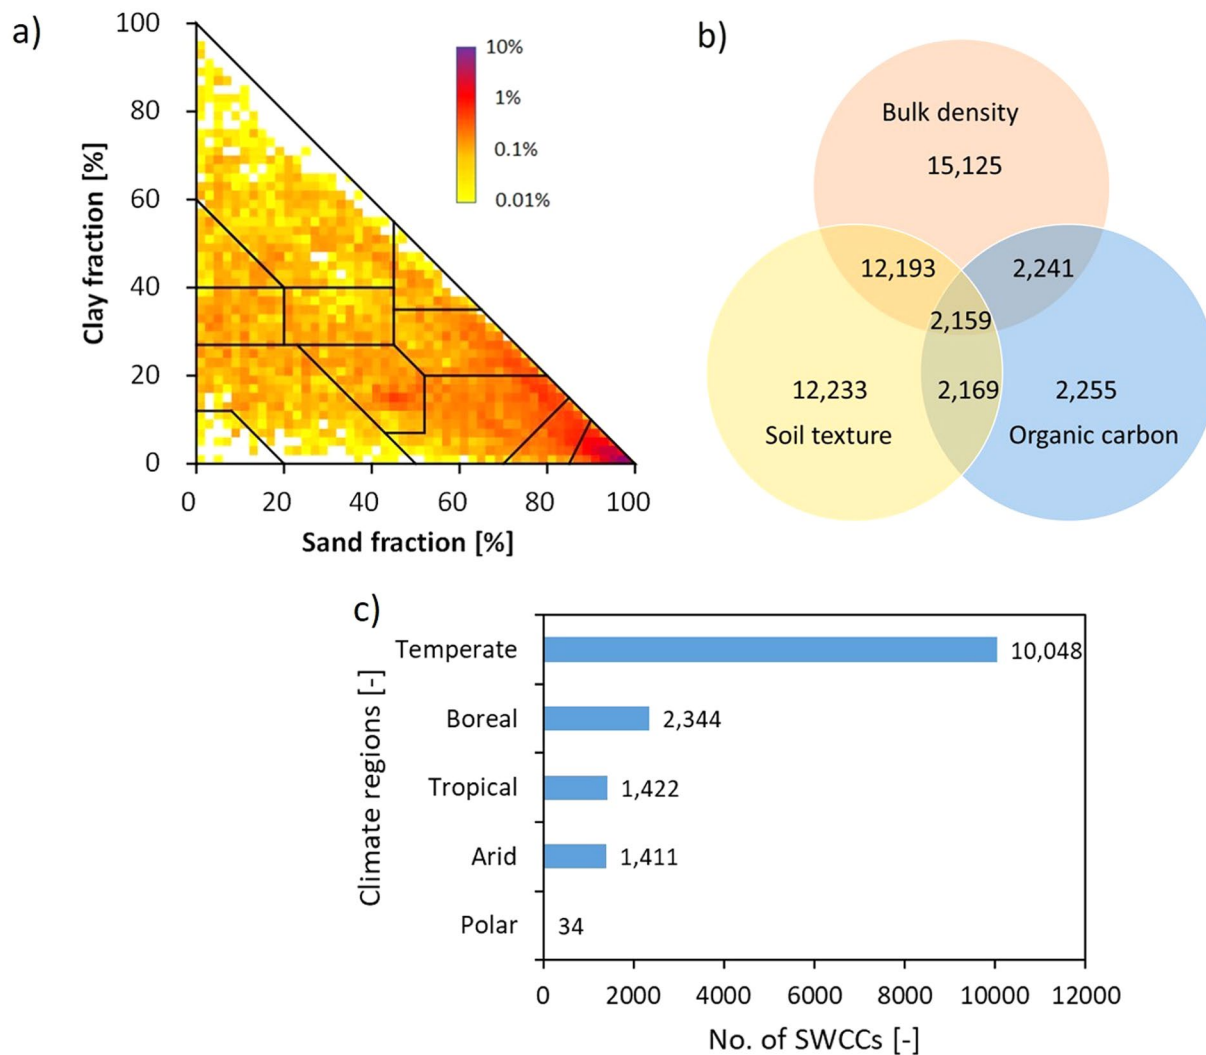 a)
100
80
60
40
20
0
Clay fraction [%]
10%
1%
0.1%
0.01%
0 20 40 60 80 100
Sand fraction [%]
b)
Bulk density
15,125
12,193
2,241
2,159
12,233
2,169
2,255
Soil texture
Organic carbon
c)
Climate regions [-]
Temperate 10,048
Boreal 2,344
Tropical 1,422
Arid 1,411
Polar 34
0 2000 4000 6000 8000 10000 12000
No. of SWCCs [-]